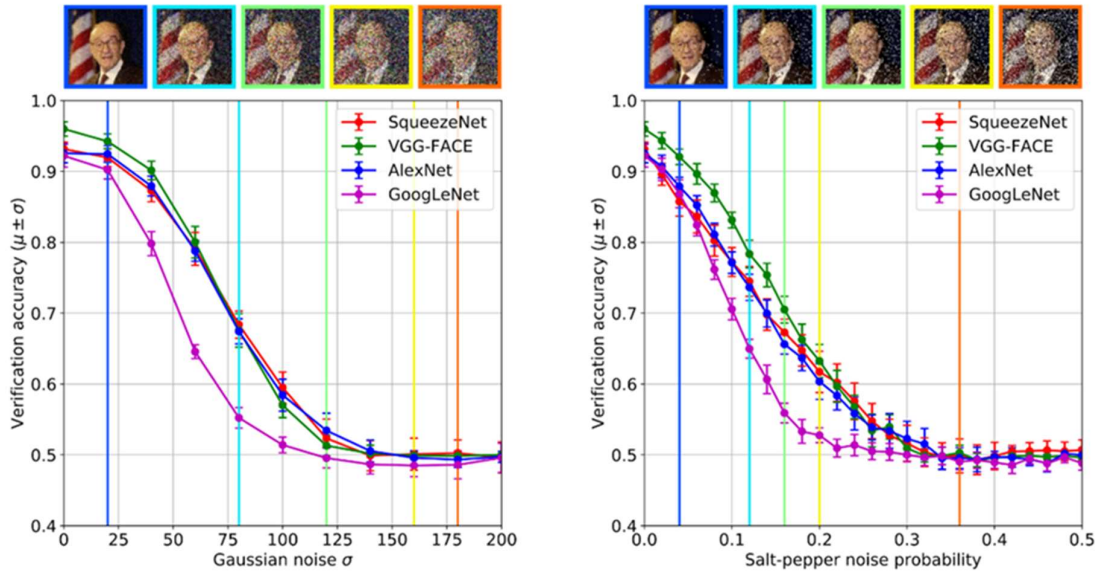 1.0
0.9
0.8
0.7
0.6
0.5
0.4
Verification accuracy (μ ± σ)
SqueezeNet
VGG-FACE
AlexNet
GoogLeNet
0 25 50 75 100 125 150 175 200
Gaussian noise σ
1.0
0.9
0.8
0.7
0.6
0.5
0.4
Verification accuracy (μ ± σ)
SqueezeNet
VGG-FACE
AlexNet
GoogLeNet
0.0 0.1 0.2 0.3 0.4 0.5
Salt-pepper noise probability